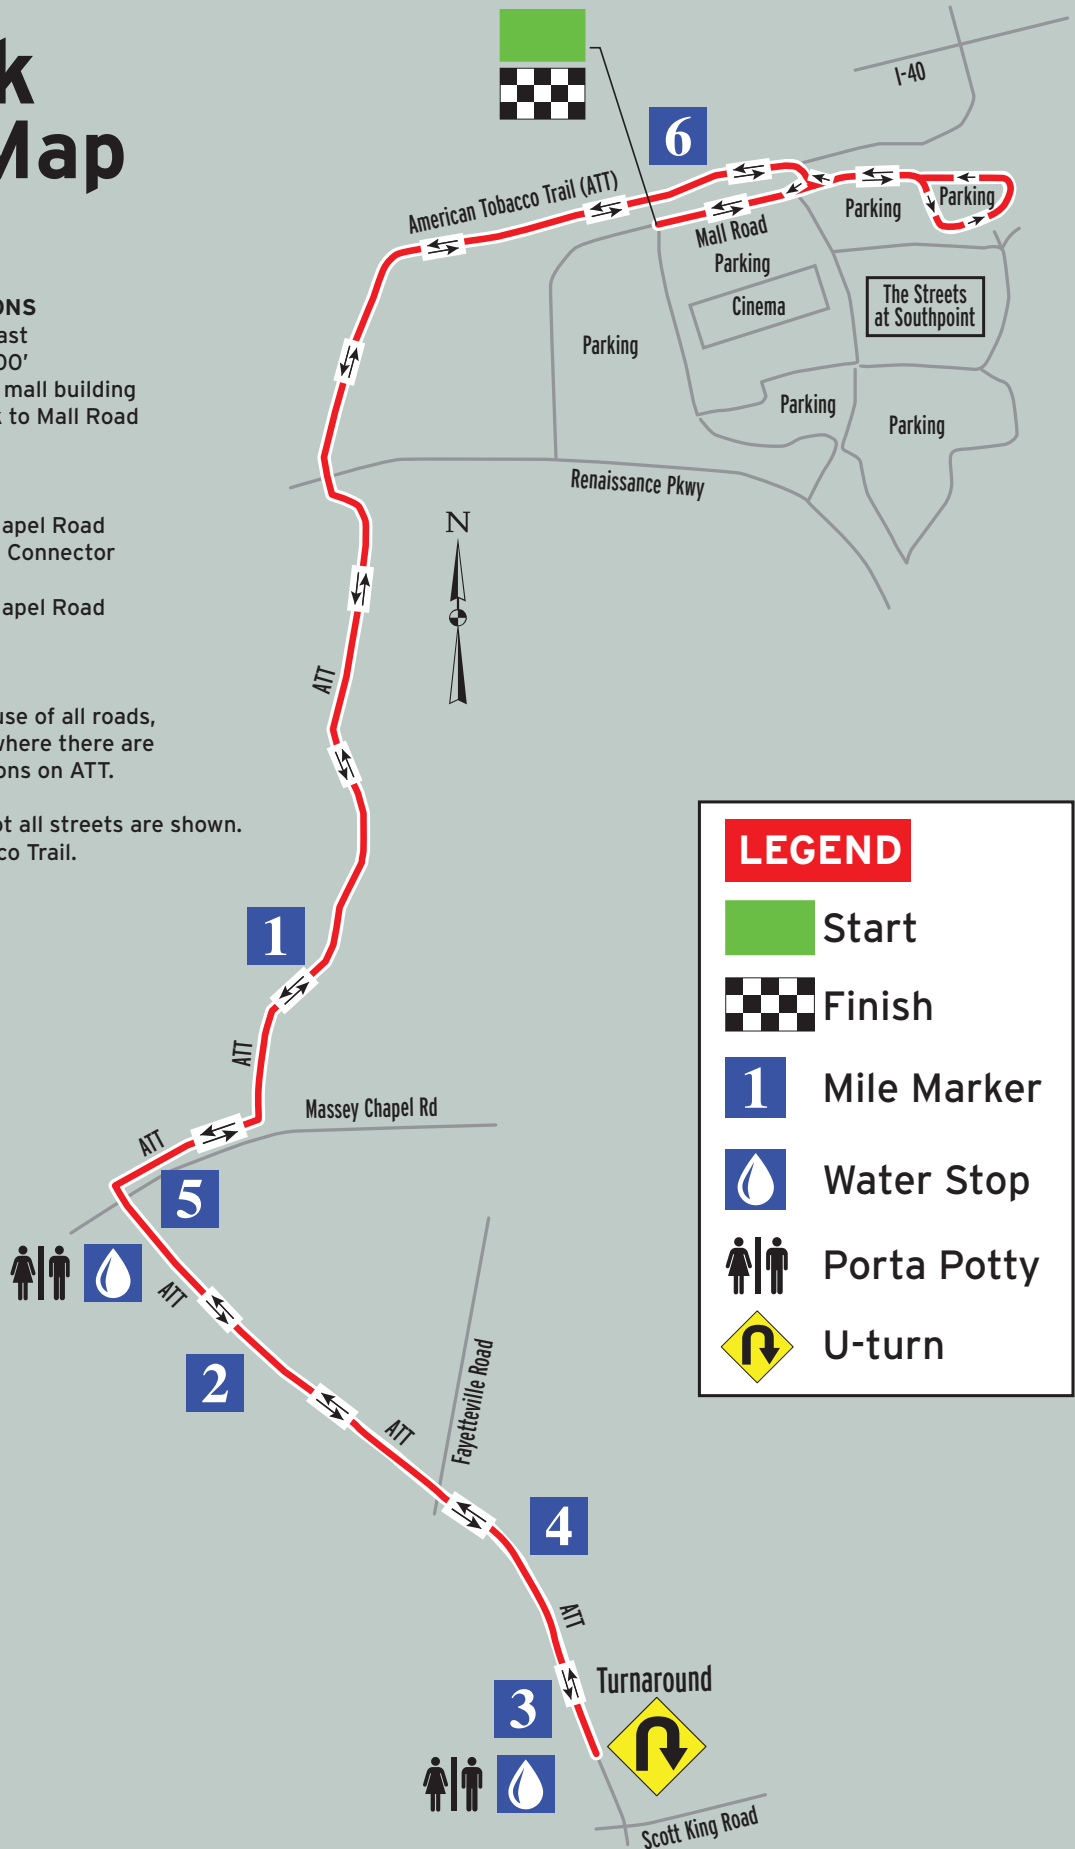 k
Map
ONS
ast
00’
mall building
k to Mall Road
apel Road
Connector
apel Road
use of all roads,
where there are
ons on ATT.
ot all streets are shown.
co Trail.
I-40
6
American Tobacco Trail (ATT)
Mall Road
Parking
Parking
Parking
Cinema
The Streets
at Southpoint
Parking
Parking
Parking
Renaissance Pkwy
N
ATT
1
ATT
Massey Chapel Rd
ATT
5
ATT
2
Fayetteville Road
ATT
4
ATT
Turnaround
3
Scott King Road
LEGEND
Start
Finish
1 Mile Marker
Water Stop
Porta Potty
U-turn